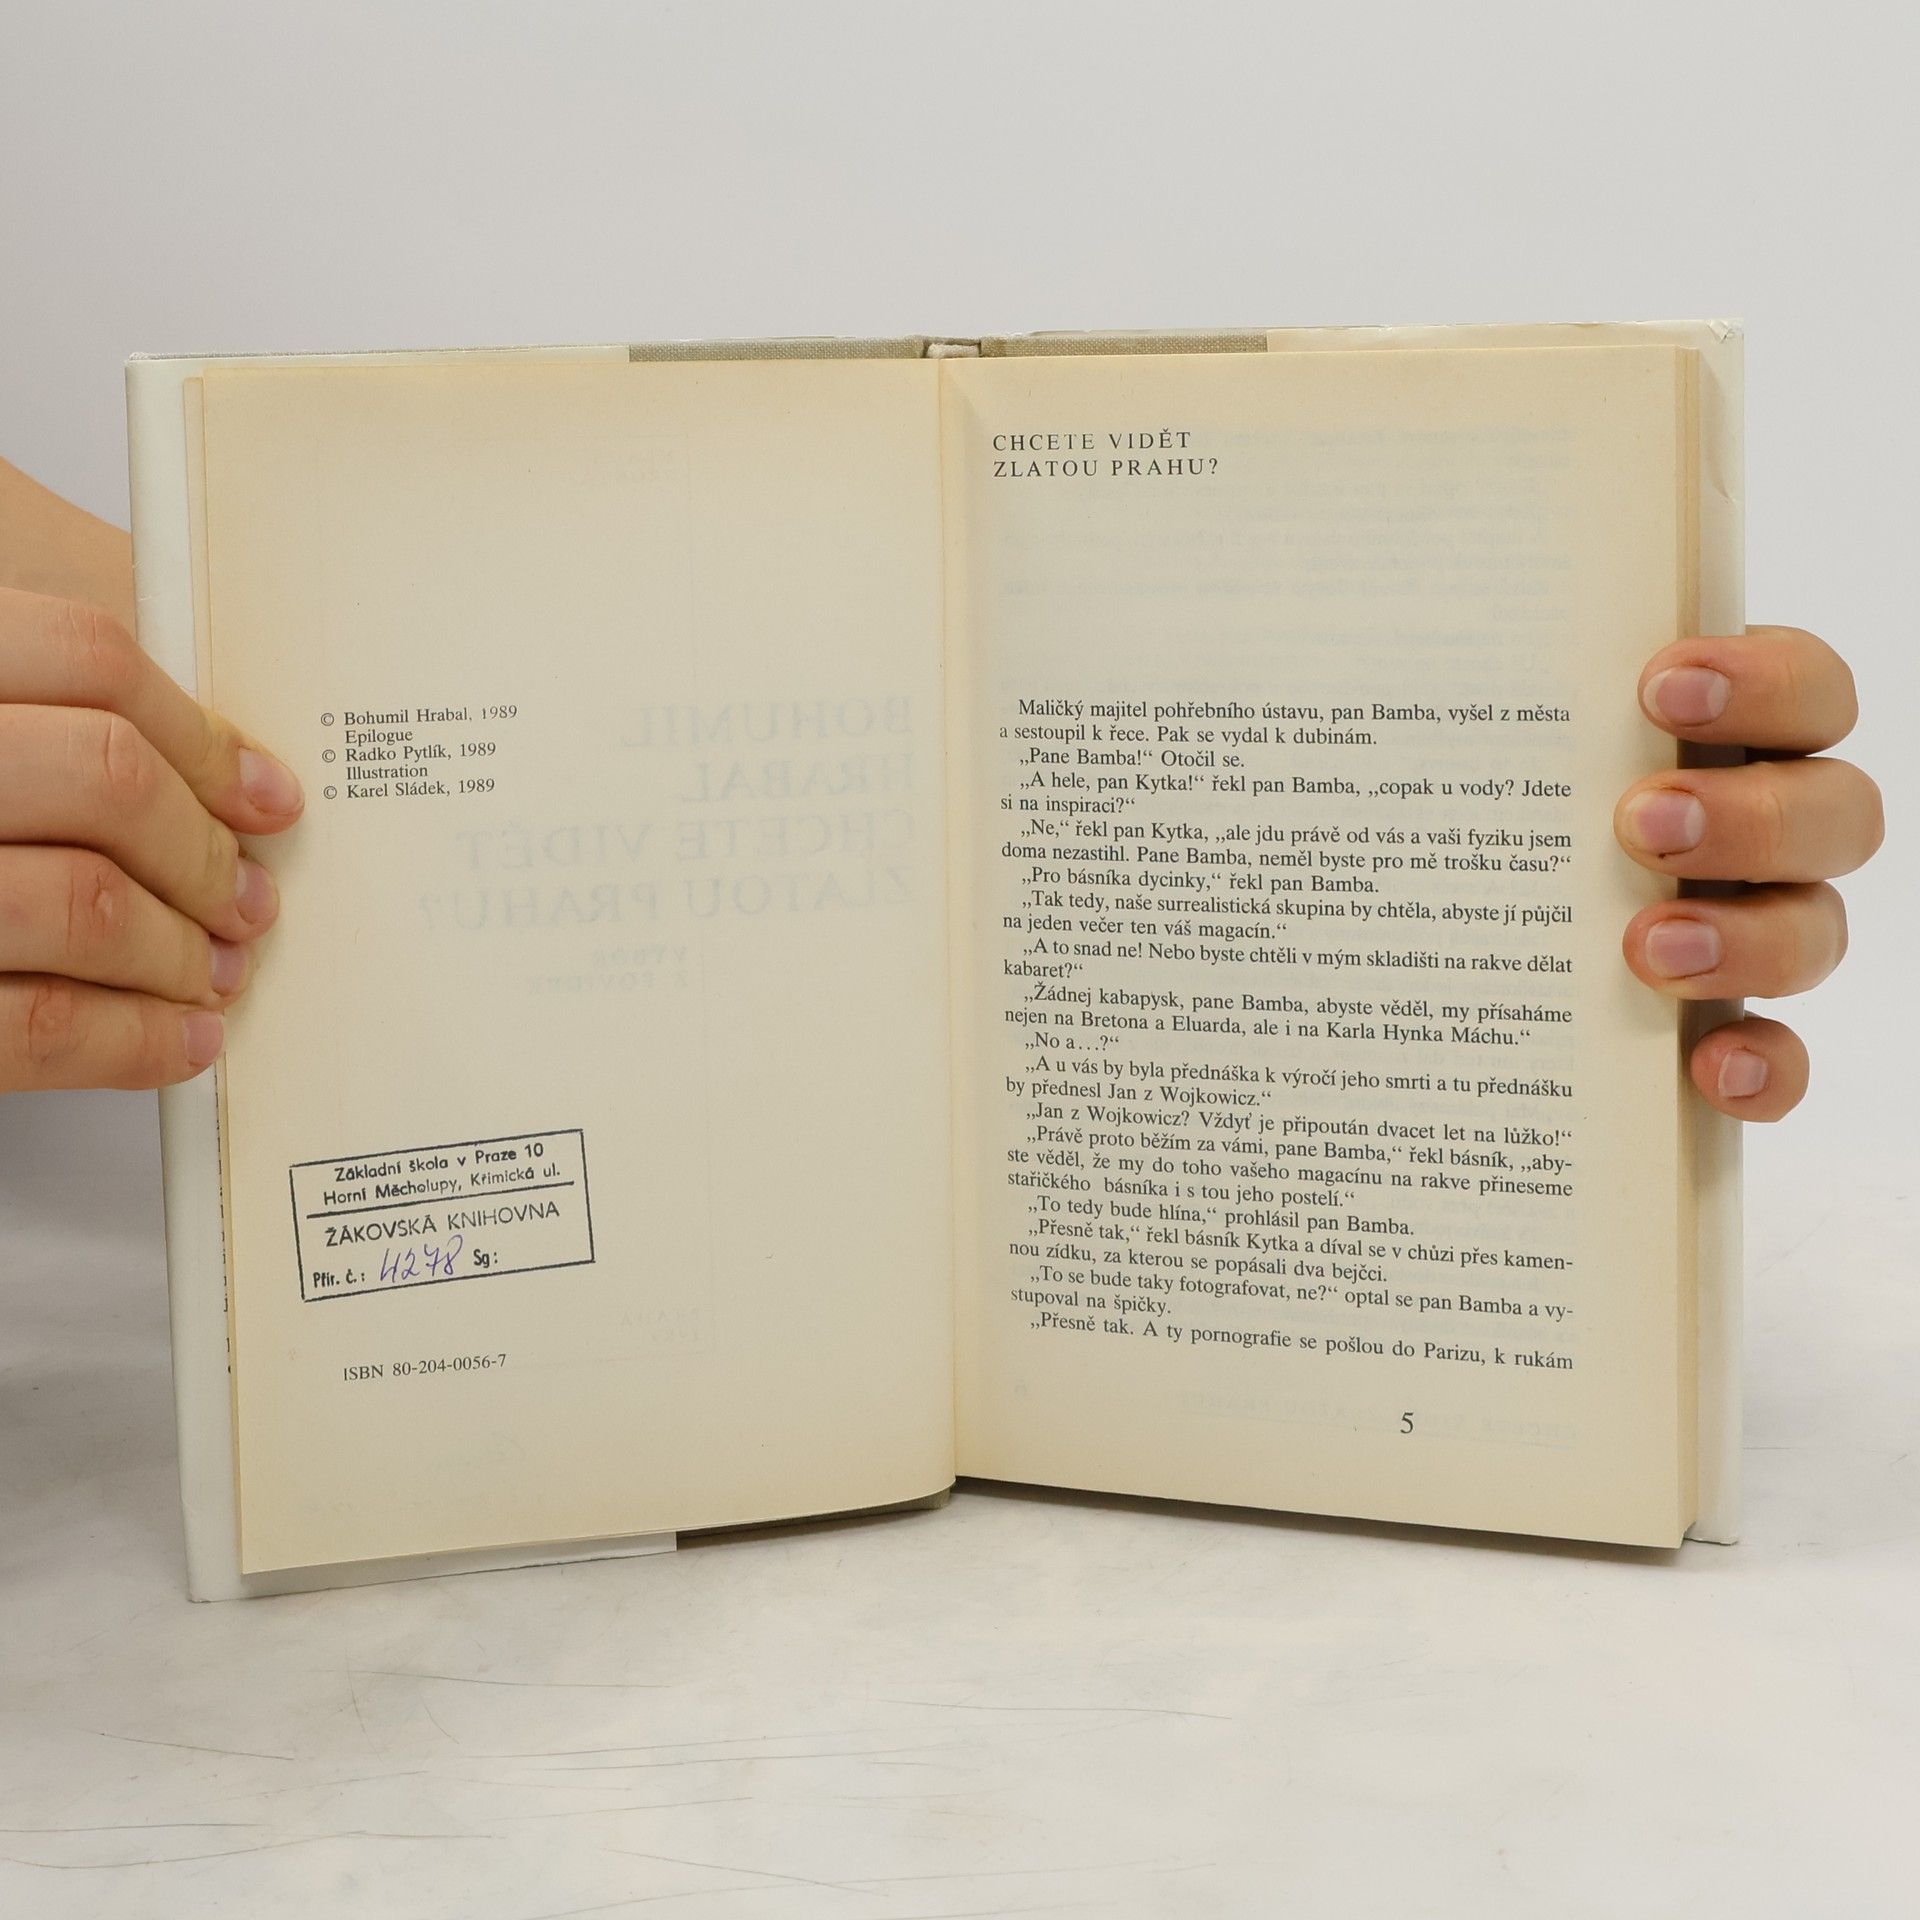 © Bohumil Hrabal, 1989
Epilogue
© Radko Pytlík, 1989
Illustration
© Karel Sládek, 1989
Základní škola v Praze 10
Horní Měcholupy, Křimická ul.
ŽÁKOVSKÁ KNIHOVNA
Přír. č.: 4278 Sg:
ISBN 80-204-0056-7
CHCETE VIDĚT
ZLATOU PRAHU?
Maličký majitel pohřebního ústavu, pan Bamba, vyšel z města
a sestoupil k řece. Pak se vydal k dubinám.
„Pane Bamba!“ Otočil se.
„A hele, pan Kytka!“ řekl pan Bamba, „copak u vody? Jdete
si na inspiraci?“
„Ne,“ řekl pan Kytka, „ale jdu právě od vás a vaši fyziku jsem
doma nezastihl. Pane Bamba, neměl byste pro mě trošku času?“
„Pro básníka dycinky,“ řekl pan Bamba.
„Tak tedy, naše surrealistická skupina by chtěla, abyste jí půjčil
na jeden večer ten váš magacín.“
„A to snad ne! Nebo byste chtěli v mým skladišti na rakve dělat
kabaret?“
„Žádnej kabapysk, pane Bamba, abyste věděl, my přísaháme
nejen na Bretona a Eluarda, ale i na Karla Hynka Máchu.“
„No a...?“
„A u vás by byla přednáška k výročí jeho smrti a tu přednášku
by přednesl Jan z Wojkowicz.“
„Jan z Wojkowicz? Vždyť je připoután dvacet let na lůžko!“
„Právě proto běžím za vámi, pane Bamba,“ řekl básník, „aby-
ste věděl, že my do toho vašeho magacínu na rakve přineseme
stařičkého básníka i s tou jeho postelí.“
„To tedy bude hlína,“ prohlásil pan Bamba.
„Přesně tak,“ řekl básník Kytka a díval se v chůzi přes kamen-
nou zídku, za kterou se popásali dva bejčci.
„To se bude taky fotografovat, ne?“ optal se pan Bamba a vy-
stupoval na špičky.
„Přesně tak. A ty pornografie se pošlou do Parizu, k rukám
5